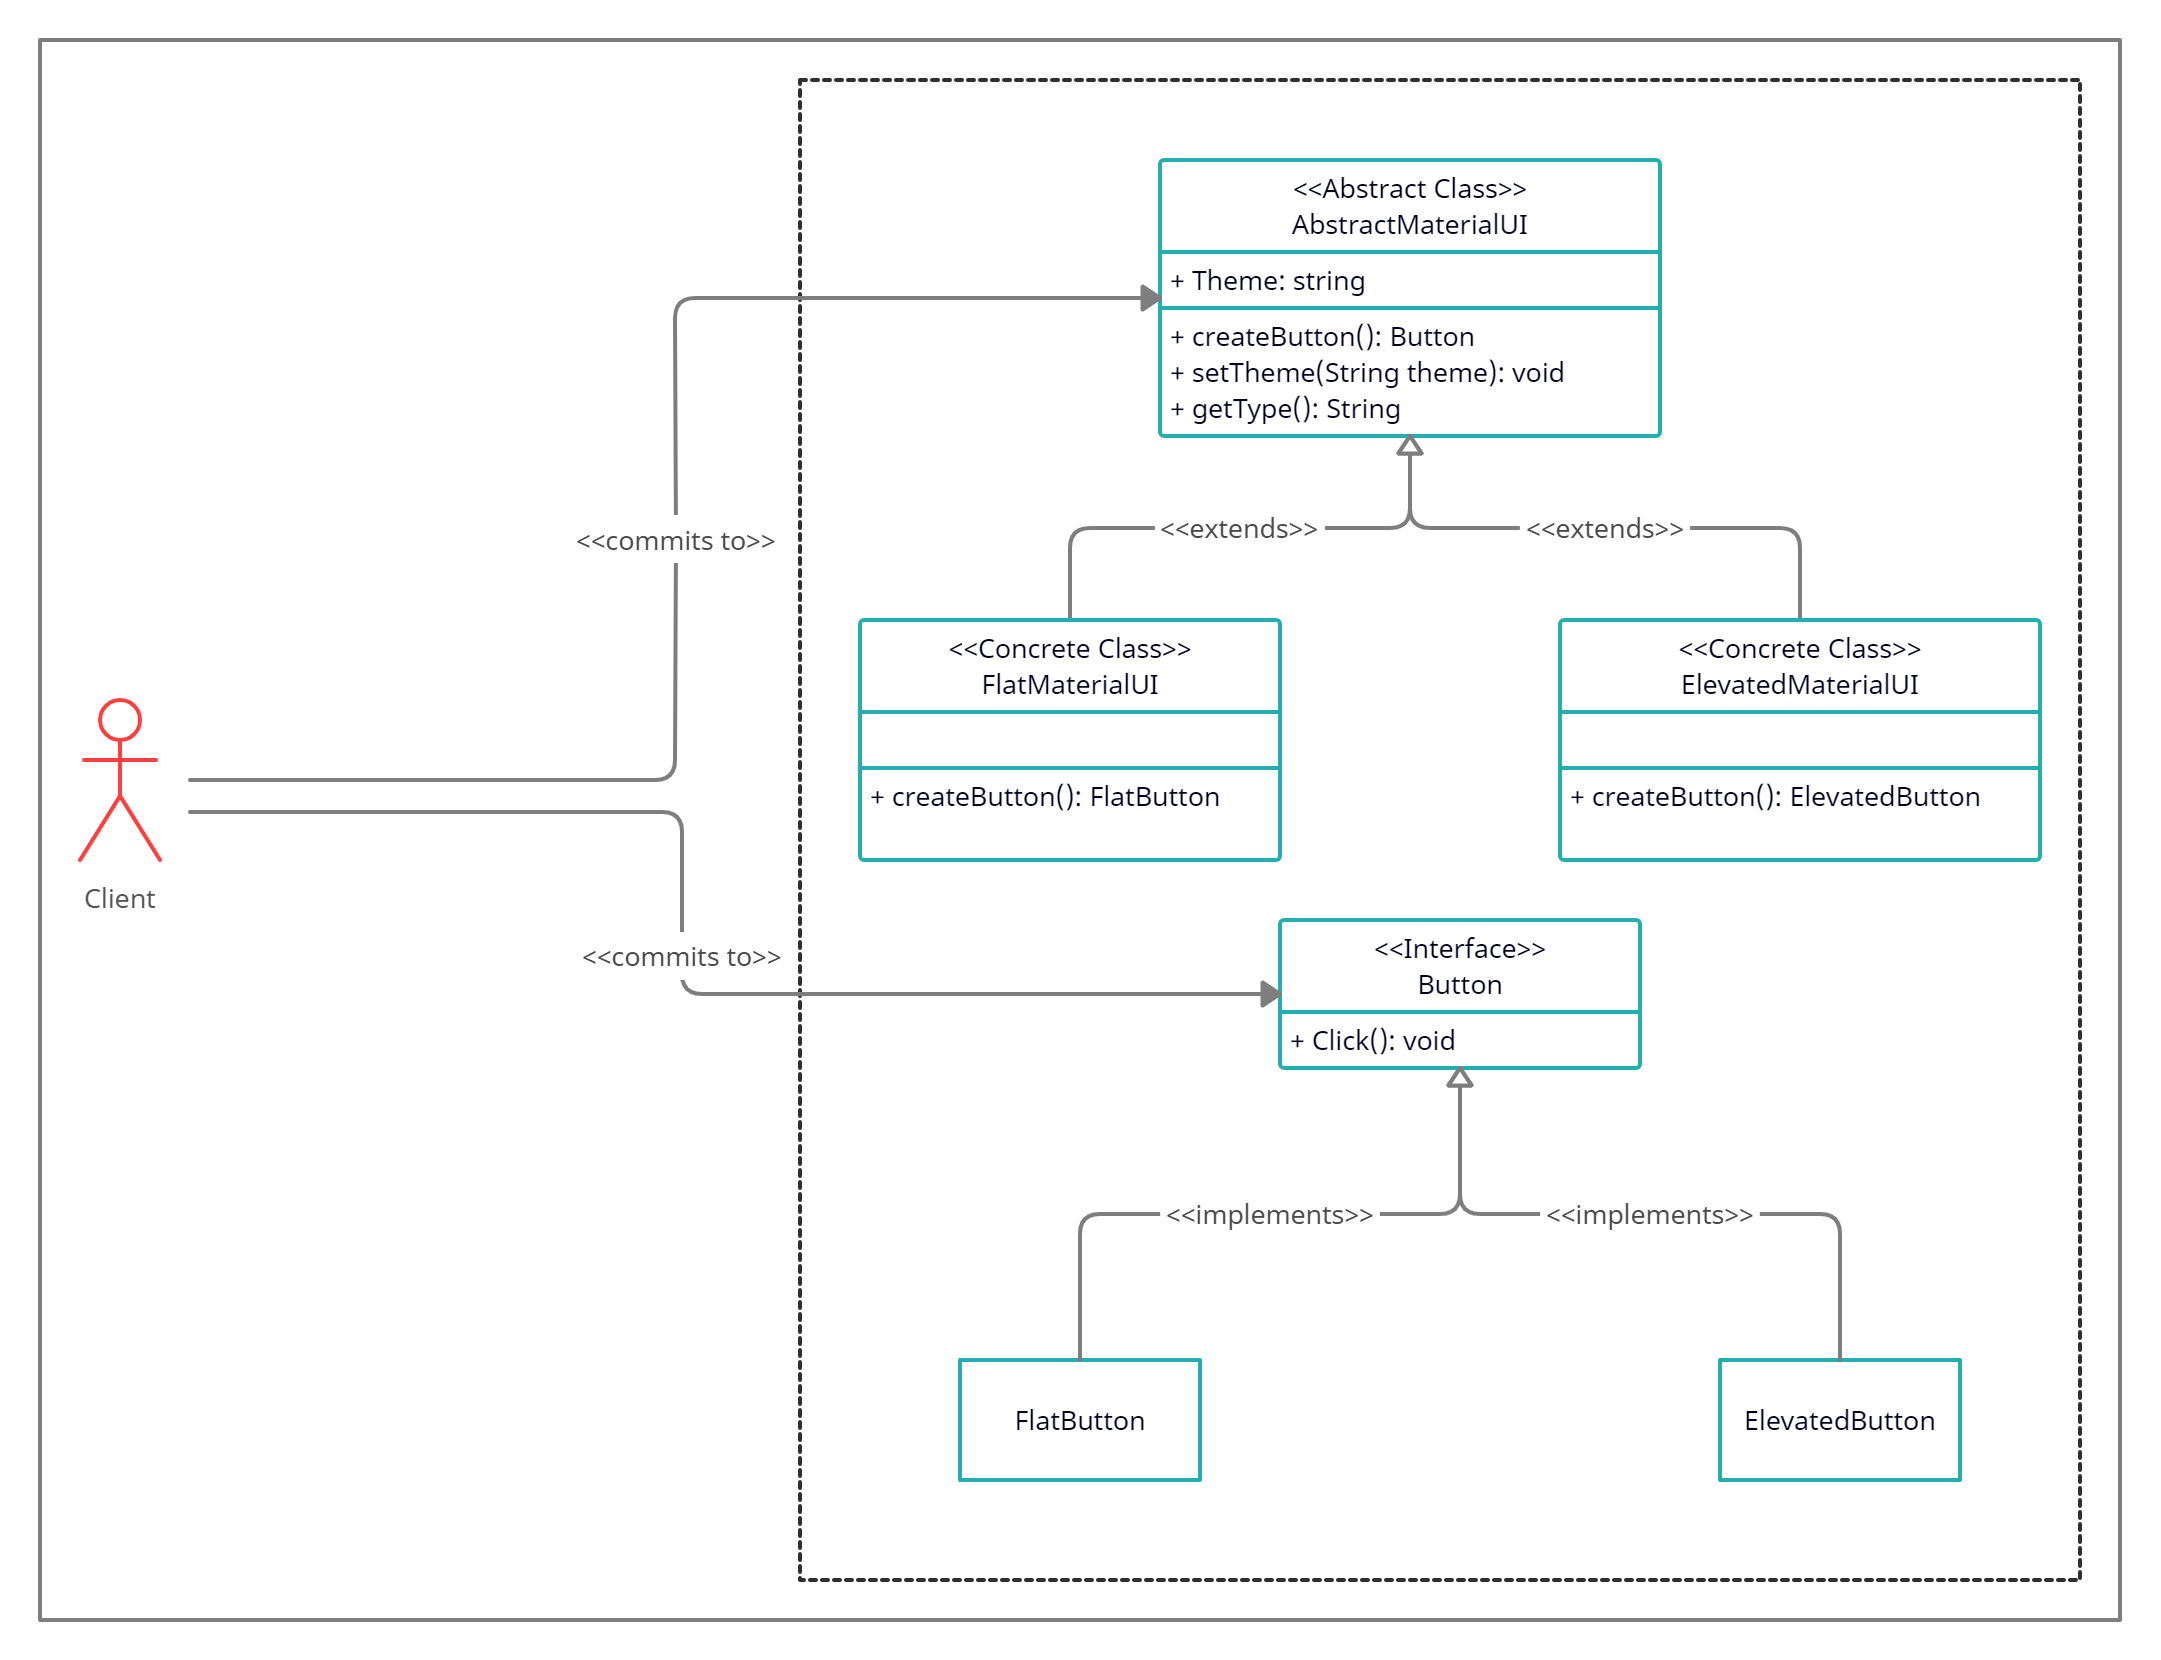 <<Abstract Class>>
AbstractMaterialUI
+ Theme: string
+ createButton(): Button
+ setTheme(String theme): void
+ getType(): String
<<commits to>>
<<extends>>
<<extends>>
<<Concrete Class>>
FlatMaterialUI
+ createButton(): FlatButton
<<Concrete Class>>
ElevatedMaterialUI
+ createButton(): ElevatedButton
Client
<<commits to>>
<<Interface>>
Button
+ Click(): void
<<implements>>
<<implements>>
FlatButton
ElevatedButton